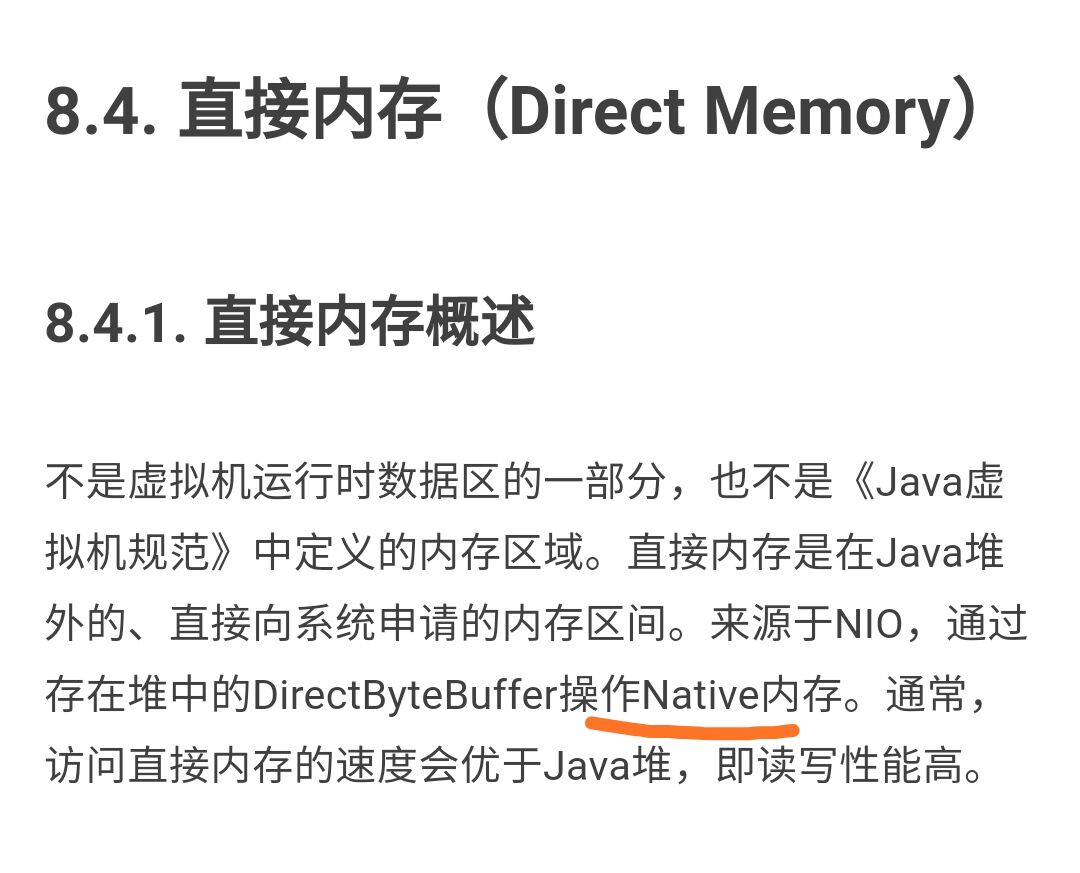 8.4. 直接内存（Direct Memory）
8.4.1. 直接内存概述
不是虚拟机运行时数据区的一部分，也不是《Java虚
拟机规范》中定义的内存区域。直接内存是在Java堆
外的、直接向系统申请的内存区间。来源于NIO，通过
存在堆中的DirectByteBuffer操作Native内存。通常，
访问直接内存的速度会优于Java堆，即读写性能高。